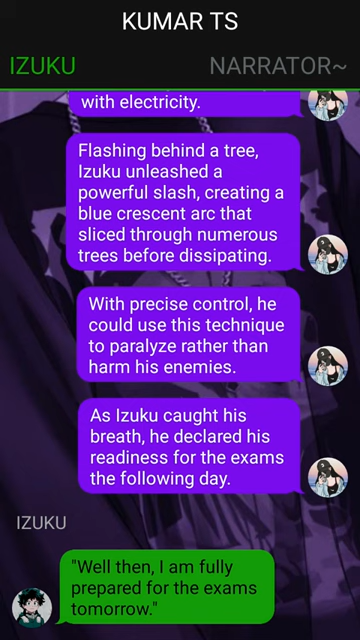 KUMAR TS
IZUKU
NARRATOR~
with electricity.
Flashing behind a tree,
Izuku unleashed a
powerful slash, creating a
blue crescent arc that
sliced through numerous
trees before dissipating.
With precise control, he
could use this technique
to paralyze rather than
harm his enemies.
As Izuku caught his
breath, he declared his
readiness for the exams
the following day.
IZUKU
"Well then, I am fully
prepared for the exams
tomorrow."